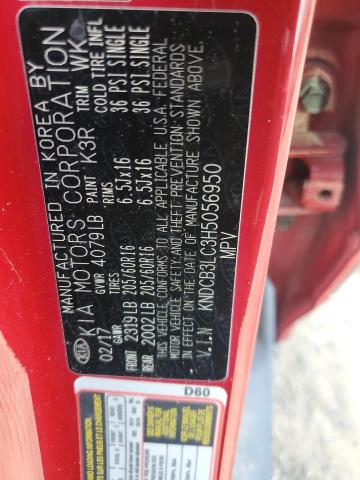 MANUFACTURED IN KOREA BY
KIA KIA MOTORS CORPORATION
02/17 GVWR 4079LB PAINT K3R TRIM WK
GAWR RIMS COLD TIRE INFL
FRONT 2319LB 205/60R16 6.5JX16 36 PSI SINGLE
REAR 2002LB 205/60R16 6.5JX16 36 PSI SINGLE
THIS VEHICLE CONFORMS TO ALL APPLICABLE U.S.A. FEDERAL
MOTOR VEHICLE SAFETY, BUMPER, AND THEFT PREVENTION STANDARDS
IN EFFECT ON THE DATE OF MANUFACTURE SHOWN ABOVE.
V.I.N KNDCB3LC3H5056950
MPV
D60